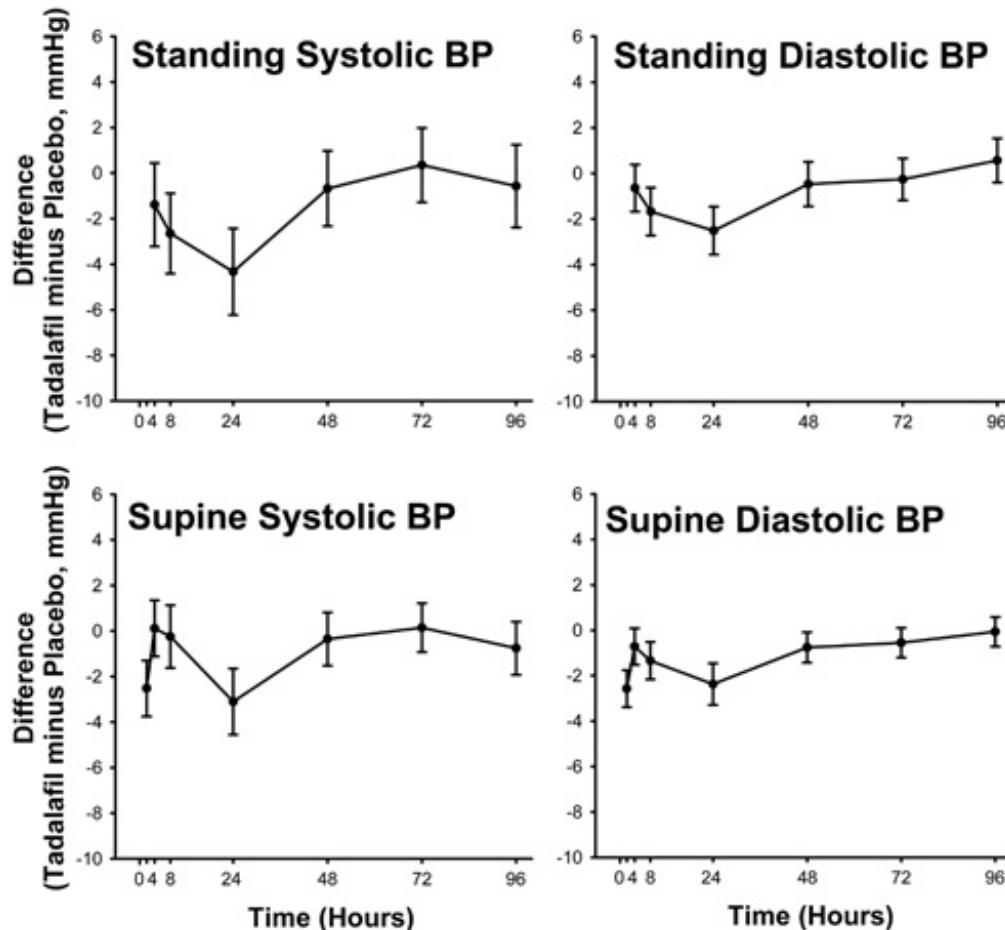 Standing Systolic BP
Difference
(Tadalafil minus Placebo, mmHg)
6
4
2
0
-2
-4
-6
-8
-10
0 4 8 24 48 72 96
Standing Diastolic BP
6
4
2
0
-2
-4
-6
-8
-10
0 4 8 24 48 72 96
Supine Systolic BP
Difference
(Tadalafil minus Placebo, mmHg)
6
4
2
0
-2
-4
-6
-8
-10
0 4 8 24 48 72 96
Time (Hours)
Supine Diastolic BP
6
4
2
0
-2
-4
-6
-8
-10
0 4 8 24 48 72 96
Time (Hours)